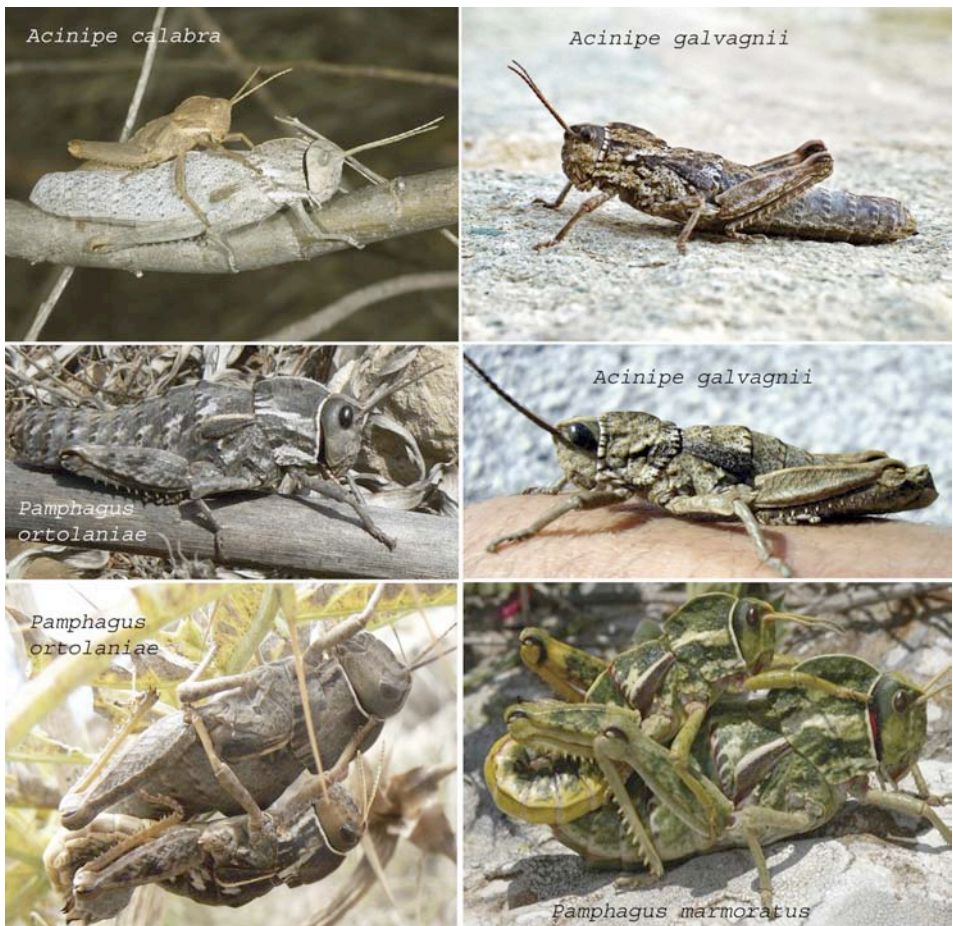 Acinipe calabra
Acinipe galvagnii
Pamphagus
ortolaniae
Acinipe galvagnii
Pamphagus
ortolaniae
Pamphagus marmoratus